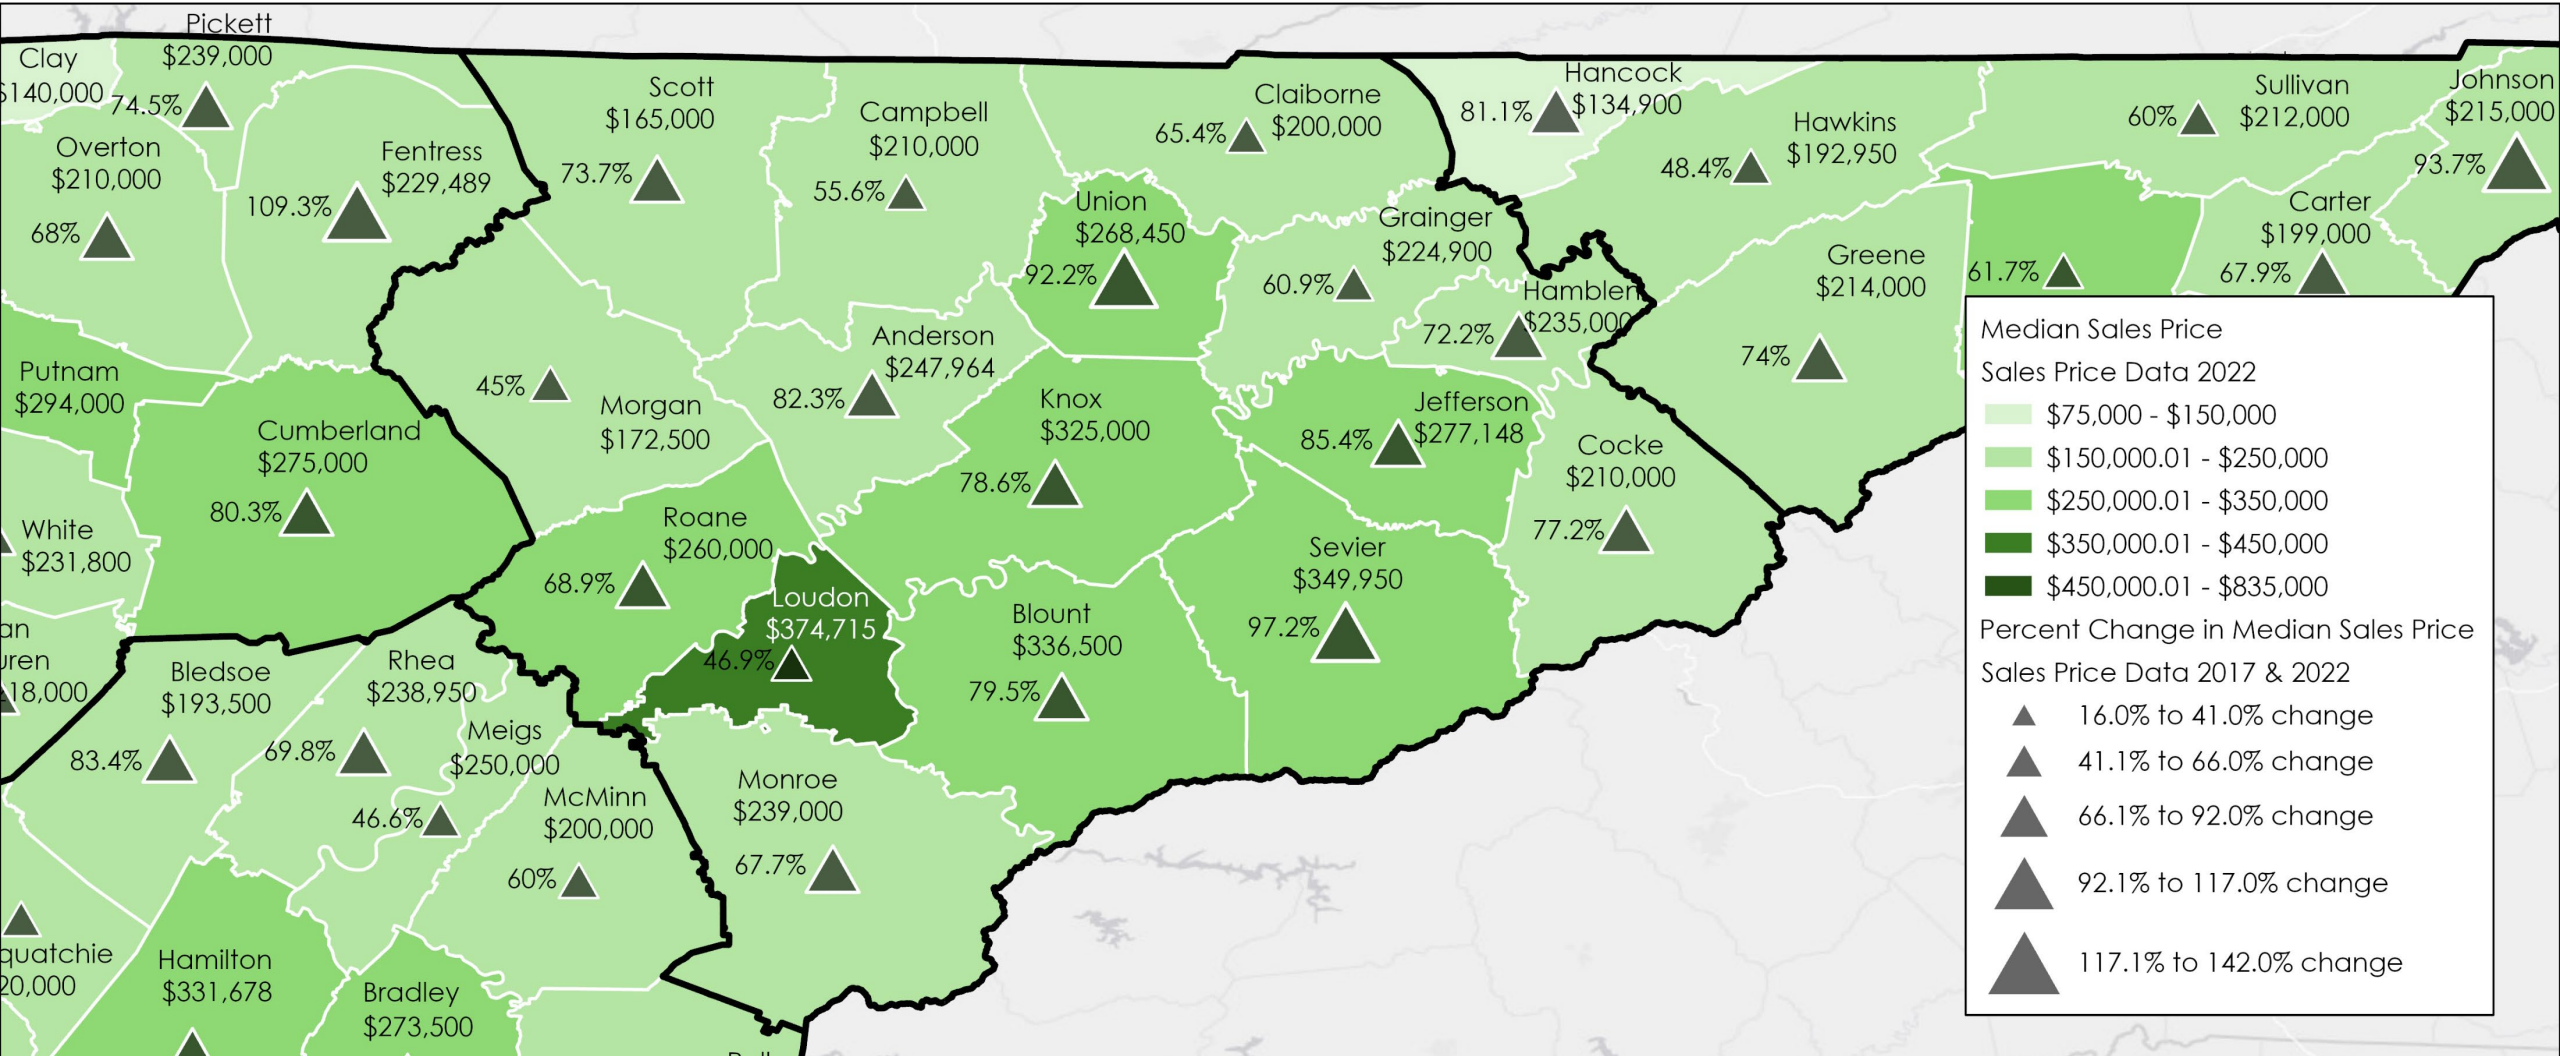 Pickett
$239,000
74.5%
Clay
$140,000
Overton
$210,000
68%
Fentress
$229,489
109.3%
Scott
$165,000
73.7%
Campbell
$210,000
55.6%
Claiborne
$200,000
65.4%
Hancock
$134,900
81.1%
Hawkins
$192,950
48.4%
Sullivan
$212,000
60%
Johnson
$215,000
93.7%
Carter
$199,000
67.9%
61.7%
Greene
$214,000
74%
Union
$268,450
92.2%
Grainger
$224,900
60.9%
Hamblen
$235,000
72.2%
Putnam
$294,000
Cumberland
$275,000
80.3%
Morgan
$172,500
45%
Anderson
$247,964
82.3%
Knox
$325,000
78.6%
Jefferson
$277,148
85.4%
Cocke
$210,000
77.2%
White
$231,800
Roane
$260,000
68.9%
Loudon
$374,715
46.9%
Blount
$336,500
79.5%
Sevier
$349,950
97.2%
an
uren
18,000
Bledsoe
$193,500
83.4%
Rhea
$238,950
69.8%
Meigs
$250,000
46.6%
McMinn
$200,000
60%
Monroe
$239,000
67.7%
quatchie
20,000
Hamilton
$331,678
Bradley
$273,500
Median Sales Price
Sales Price Data 2022
$75,000 - $150,000
$150,000.01 - $250,000
$250,000.01 - $350,000
$350,000.01 - $450,000
$450,000.01 - $835,000
Percent Change in Median Sales Price
Sales Price Data 2017 & 2022
16.0% to 41.0% change
41.1% to 66.0% change
66.1% to 92.0% change
92.1% to 117.0% change
117.1% to 142.0% change